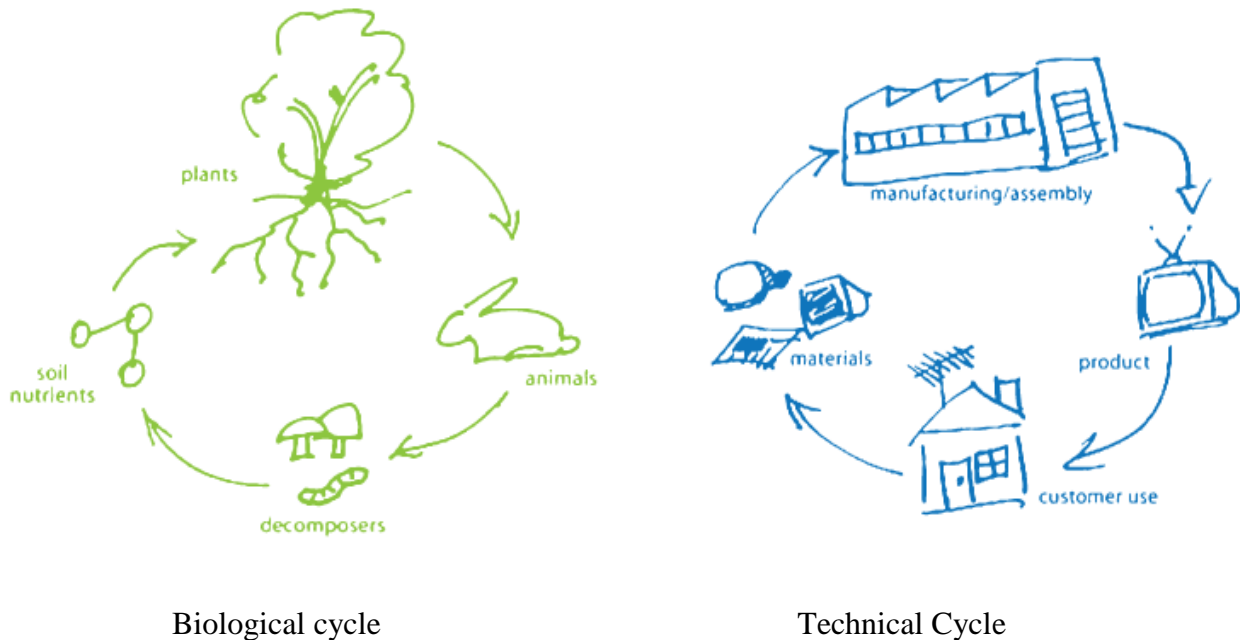 plants
animals
decomposers
soil
nutrients
manufacturing/assembly
product
customer use
materials
Biological cycle
Technical Cycle